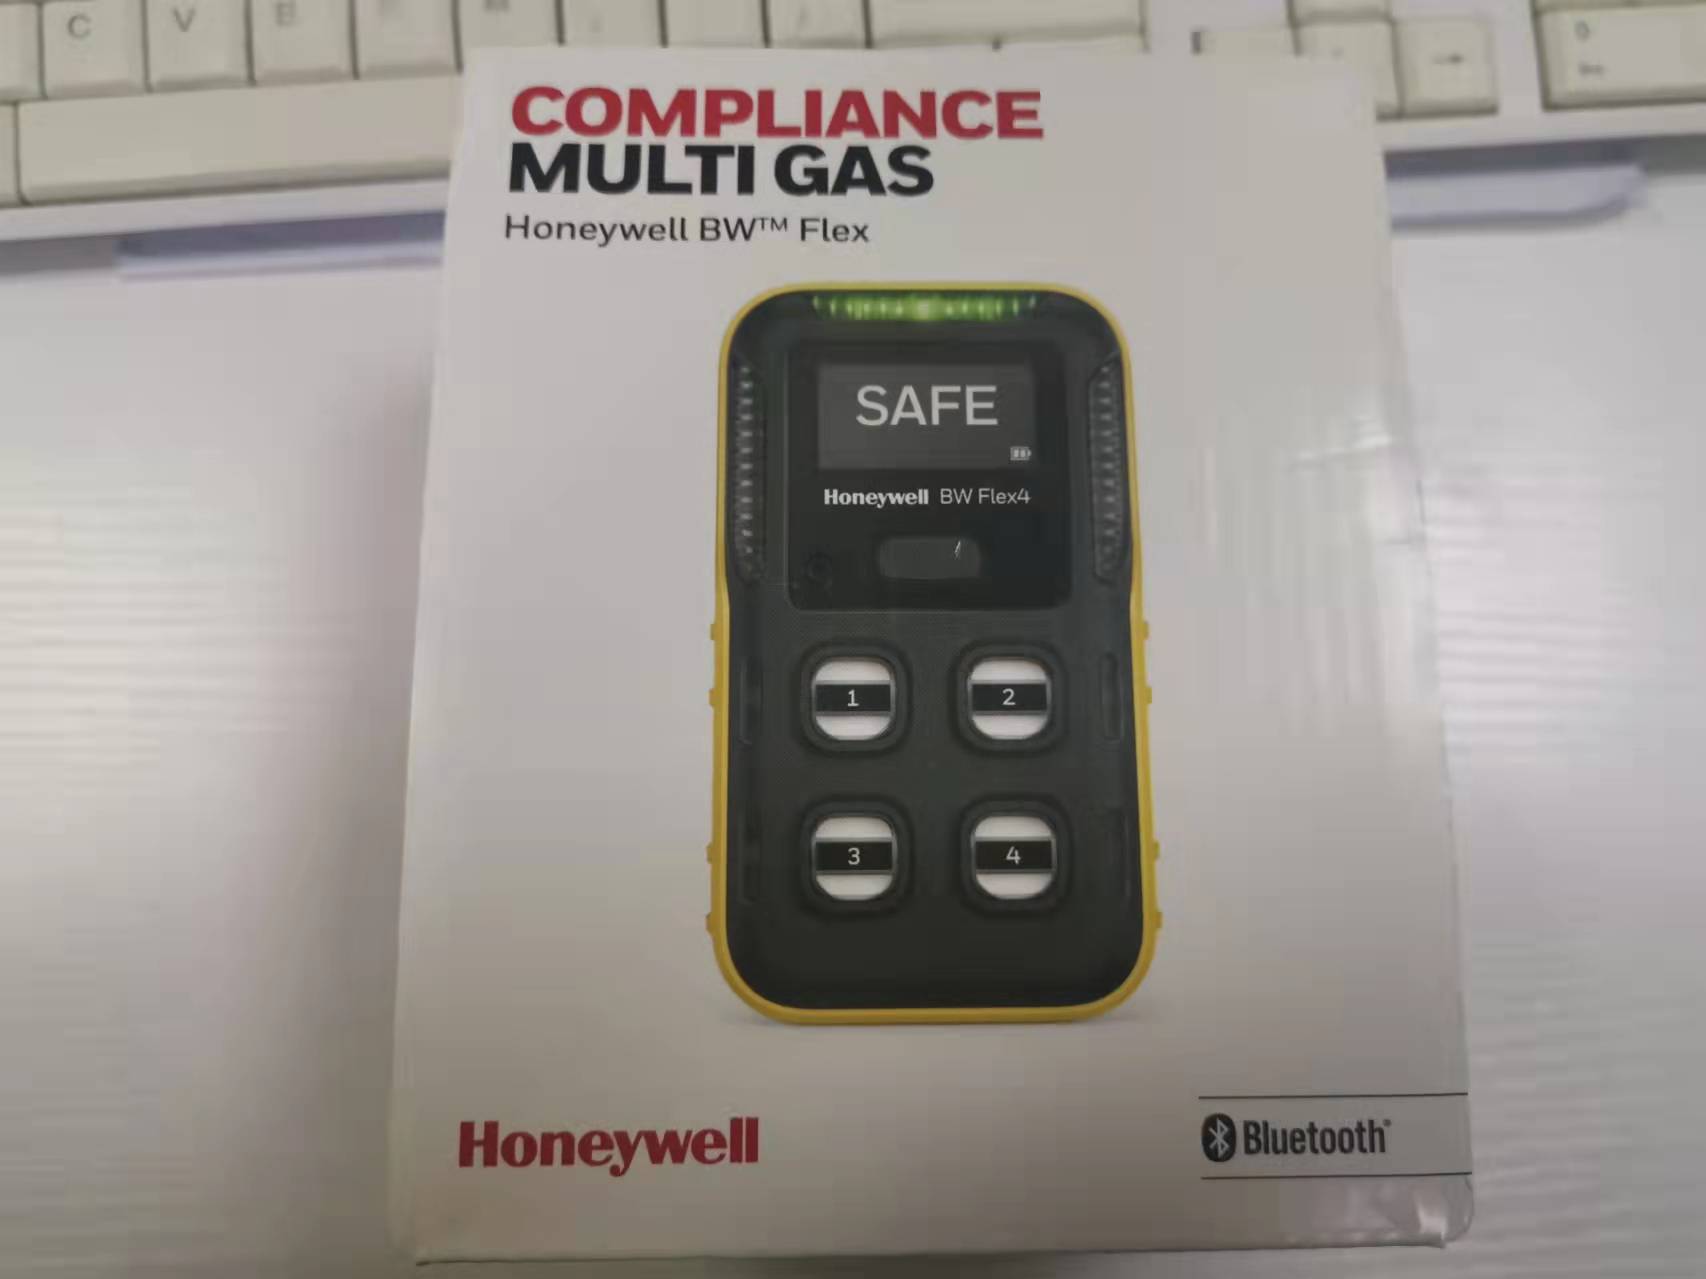 C V B
COMPLIANCE
MULTI GAS
Honeywell BW™ Flex
SAFE
Honeywell BW Flex4
1 2
3 4
Honeywell
Bluetooth®